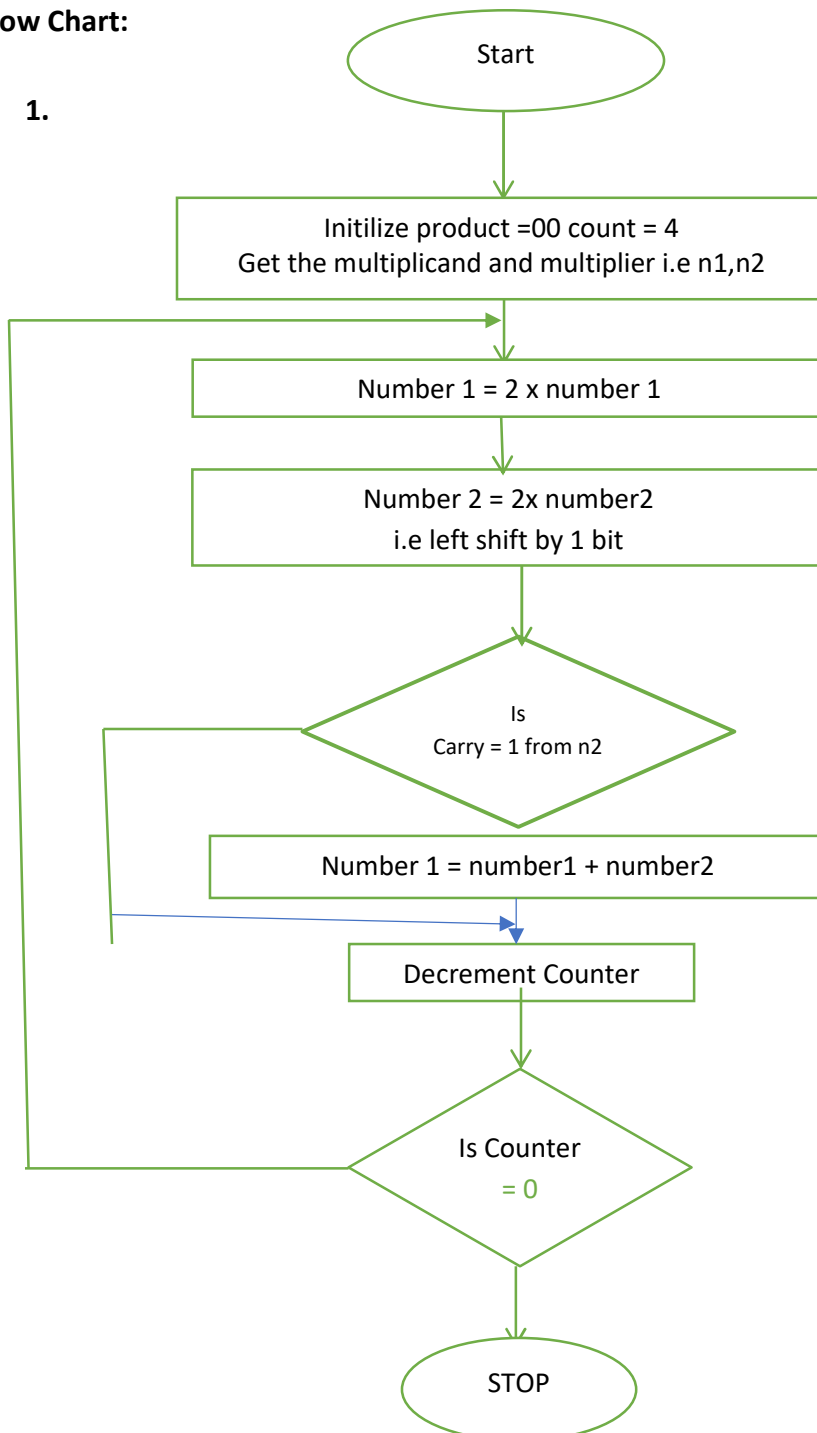 ow Chart:
Start
1.
Initilize product =00 count = 4
Get the multiplicand and multiplier i.e n1,n2
Number 1 = 2 x number 1
Number 2 = 2x number2
i.e left shift by 1 bit
Is
Carry = 1 from n2
Number 1 = number1 + number2
Decrement Counter
Is Counter
= 0
STOP